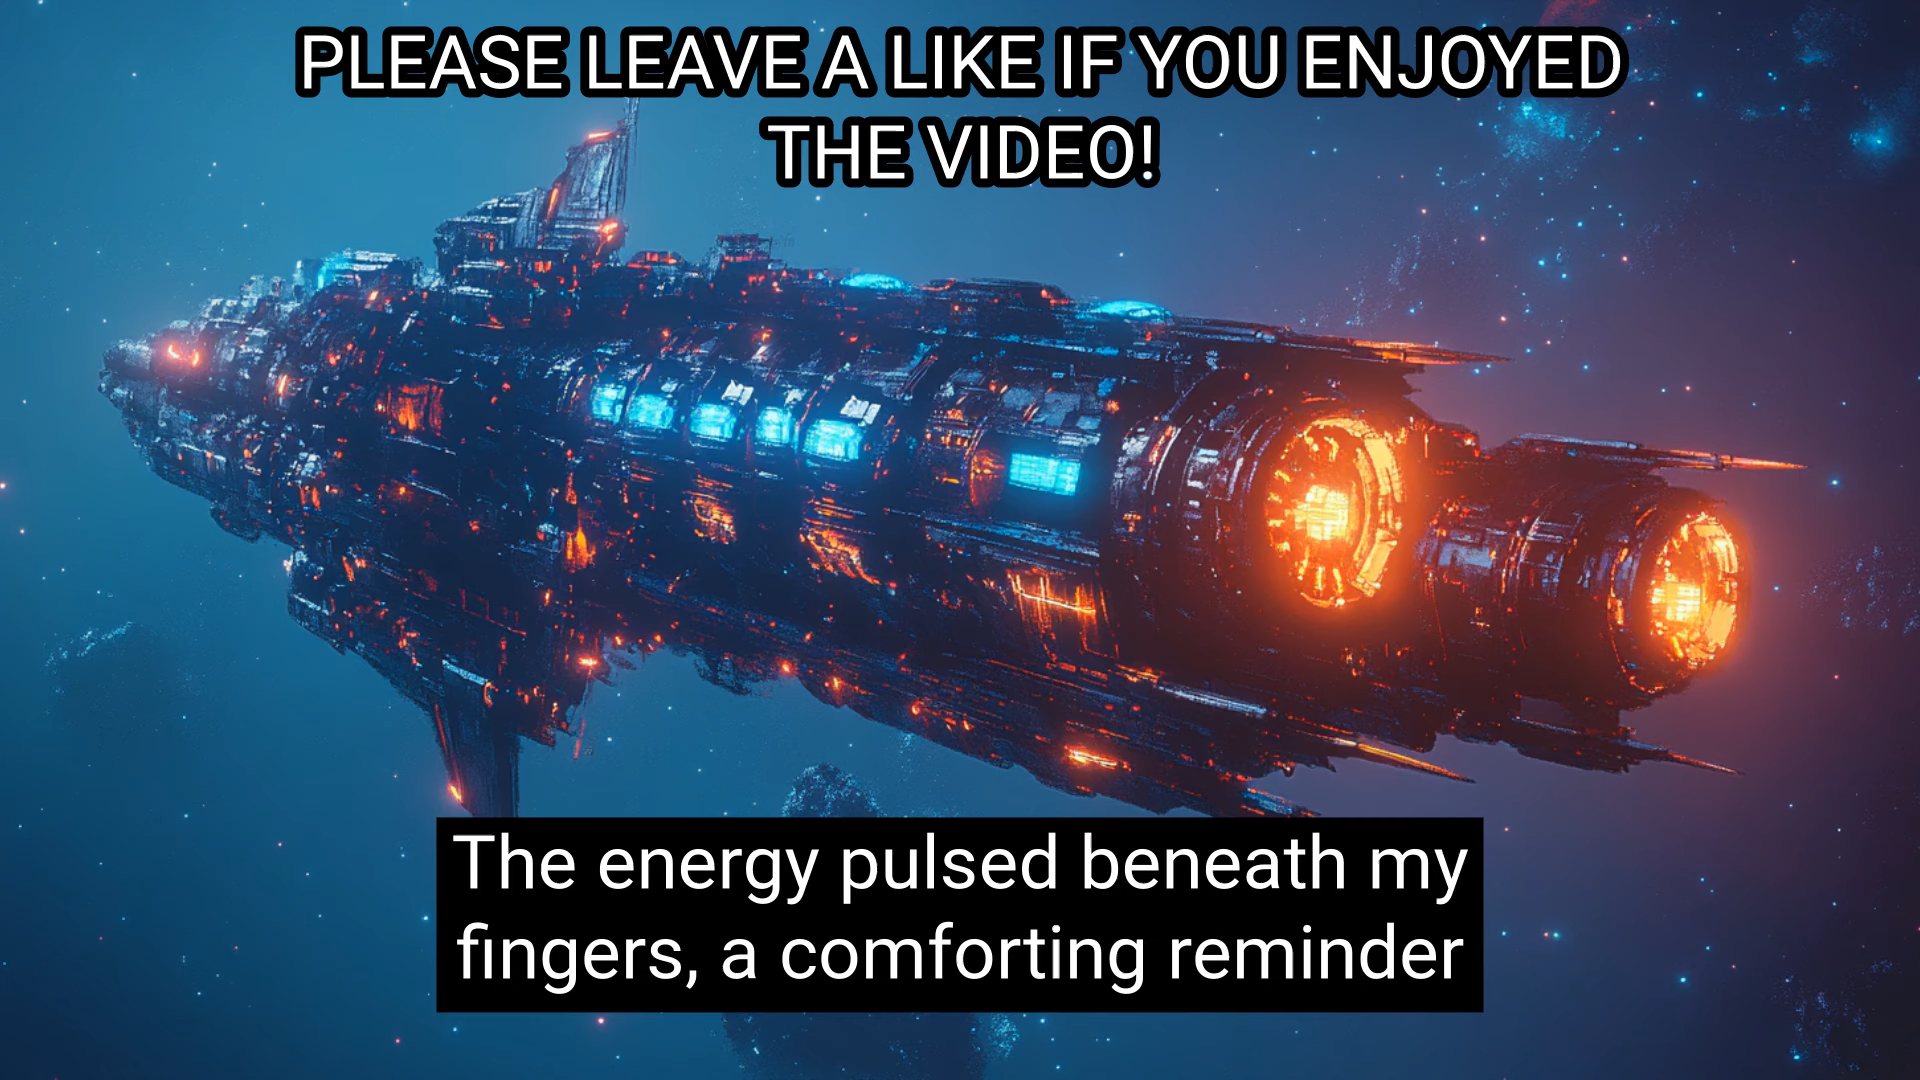 PLEASE LEAVE A LIKE IF YOU ENJOYED
THE VIDEO!
The energy pulsed beneath my
fingers, a comforting reminder